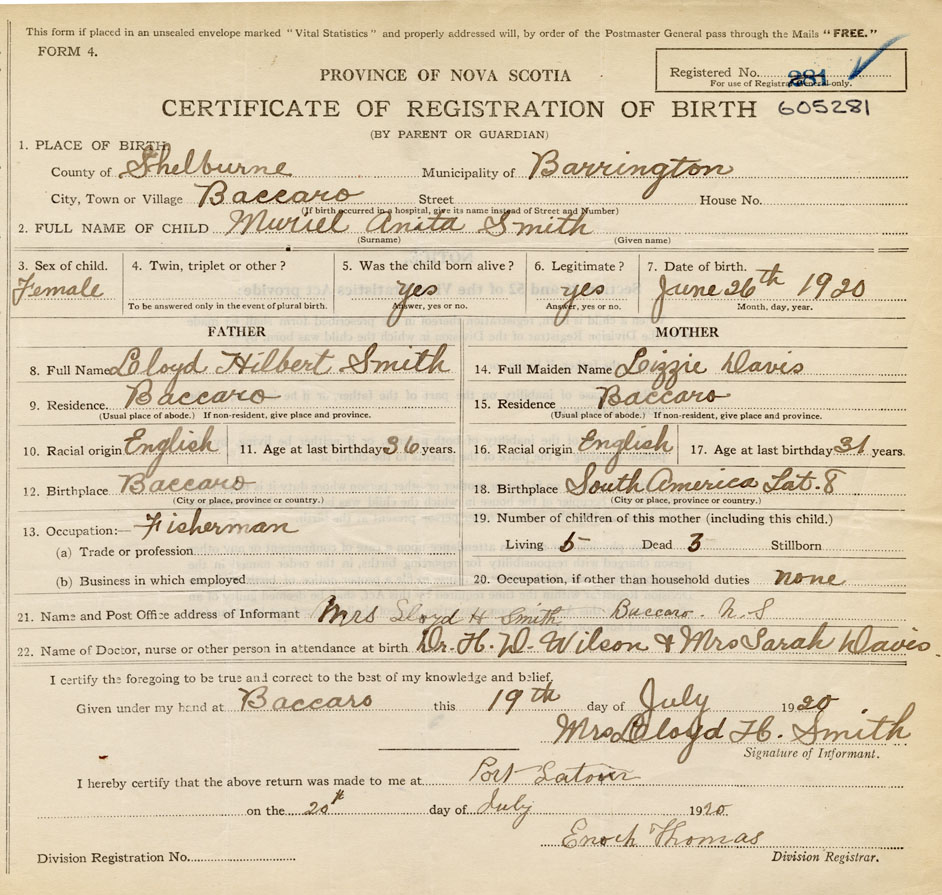 This form if placed in an unsealed envelope marked "Vital Statistics" and properly addressed will, by order of the Postmaster General pass through the Mails "FREE."
FORM 4.
Registered No. 281
For use of Registrar General only.
PROVINCE OF NOVA SCOTIA
CERTIFICATE OF REGISTRATION OF BIRTH 605281
(BY PARENT OR GUARDIAN)
1. PLACE OF BIRTH
County of Shelburne Municipality of Barrington
City, Town or Village Baccaro Street House No.
(If birth occurred in a hospital, give its name instead of Street and Number)
2. FULL NAME OF CHILD Muriel Anita Smith
(Surname) (Given name)
3. Sex of child. 4. Twin, triplet or other? 5. Was the child born alive? 6. Legitimate? 7. Date of birth.
Female yes yes June 26th 1920
To be answered only in the event of plural birth. Answer, yes or no. Answer, yes or no. Month, day, year.
FATHER MOTHER
8. Full Name Lloyd Hilbert Smith 14. Full Maiden Name Lizzie Davis
9. Residence. Baccaro 15. Residence. Baccaro
(Usual place of abode.) If non-resident, give place and province. (Usual place of abode.) If non-resident, give place and province.
10. Racial origin English 11. Age at last birthday 36 years. 16. Racial origin English 17. Age at last birthday 31 years.
12. Birthplace Baccaro 18. Birthplace South America Lat. 8
(City or place, province or country.) (City or place, province or country.)
13. Occupation:— Fisherman 19. Number of children of this mother (including this child.)
(a) Trade or profession Living 5 Dead 3 Stillborn
(b) Business in which employed 20. Occupation, if other than household duties none
21. Name and Post Office address of Informant Mrs Lloyd H Smith Baccaro. N.S
22. Name of Doctor, nurse or other person in attendance at birth Dr. H. D. Wilson & Mrs Sarah Davis
I certify the foregoing to be true and correct to the best of my knowledge and belief.
Given under my hand at Baccaro this 19th day of July 1920
Mrs Lloyd H. Smith
Signature of Informant.
I hereby certify that the above return was made to me at Port Latour
on the 20th day of July 1920
Enoch Thomas
Division Registration No. Division Registrar.